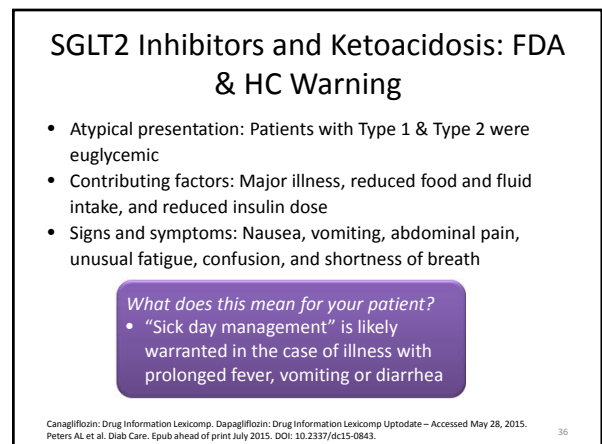 SGLT2 Inhibitors and Ketoacidosis: FDA
& HC Warning
• Atypical presentation: Patients with Type 1 & Type 2 were
euglycemic
• Contributing factors: Major illness, reduced food and fluid
intake, and reduced insulin dose
• Signs and symptoms: Nausea, vomiting, abdominal pain,
unusual fatigue, confusion, and shortness of breath
What does this mean for your patient?
• “Sick day management” is likely
warranted in the case of illness with
prolonged fever, vomiting or diarrhea
Canagliflozin: Drug Information Lexicomp. Dapagliflozin: Drug Information Lexicomp Uptodate – Accessed May 28, 2015.
Peters AL et al. Diab Care. Epub ahead of print July 2015. DOI: 10.2337/dc15-0843.
36